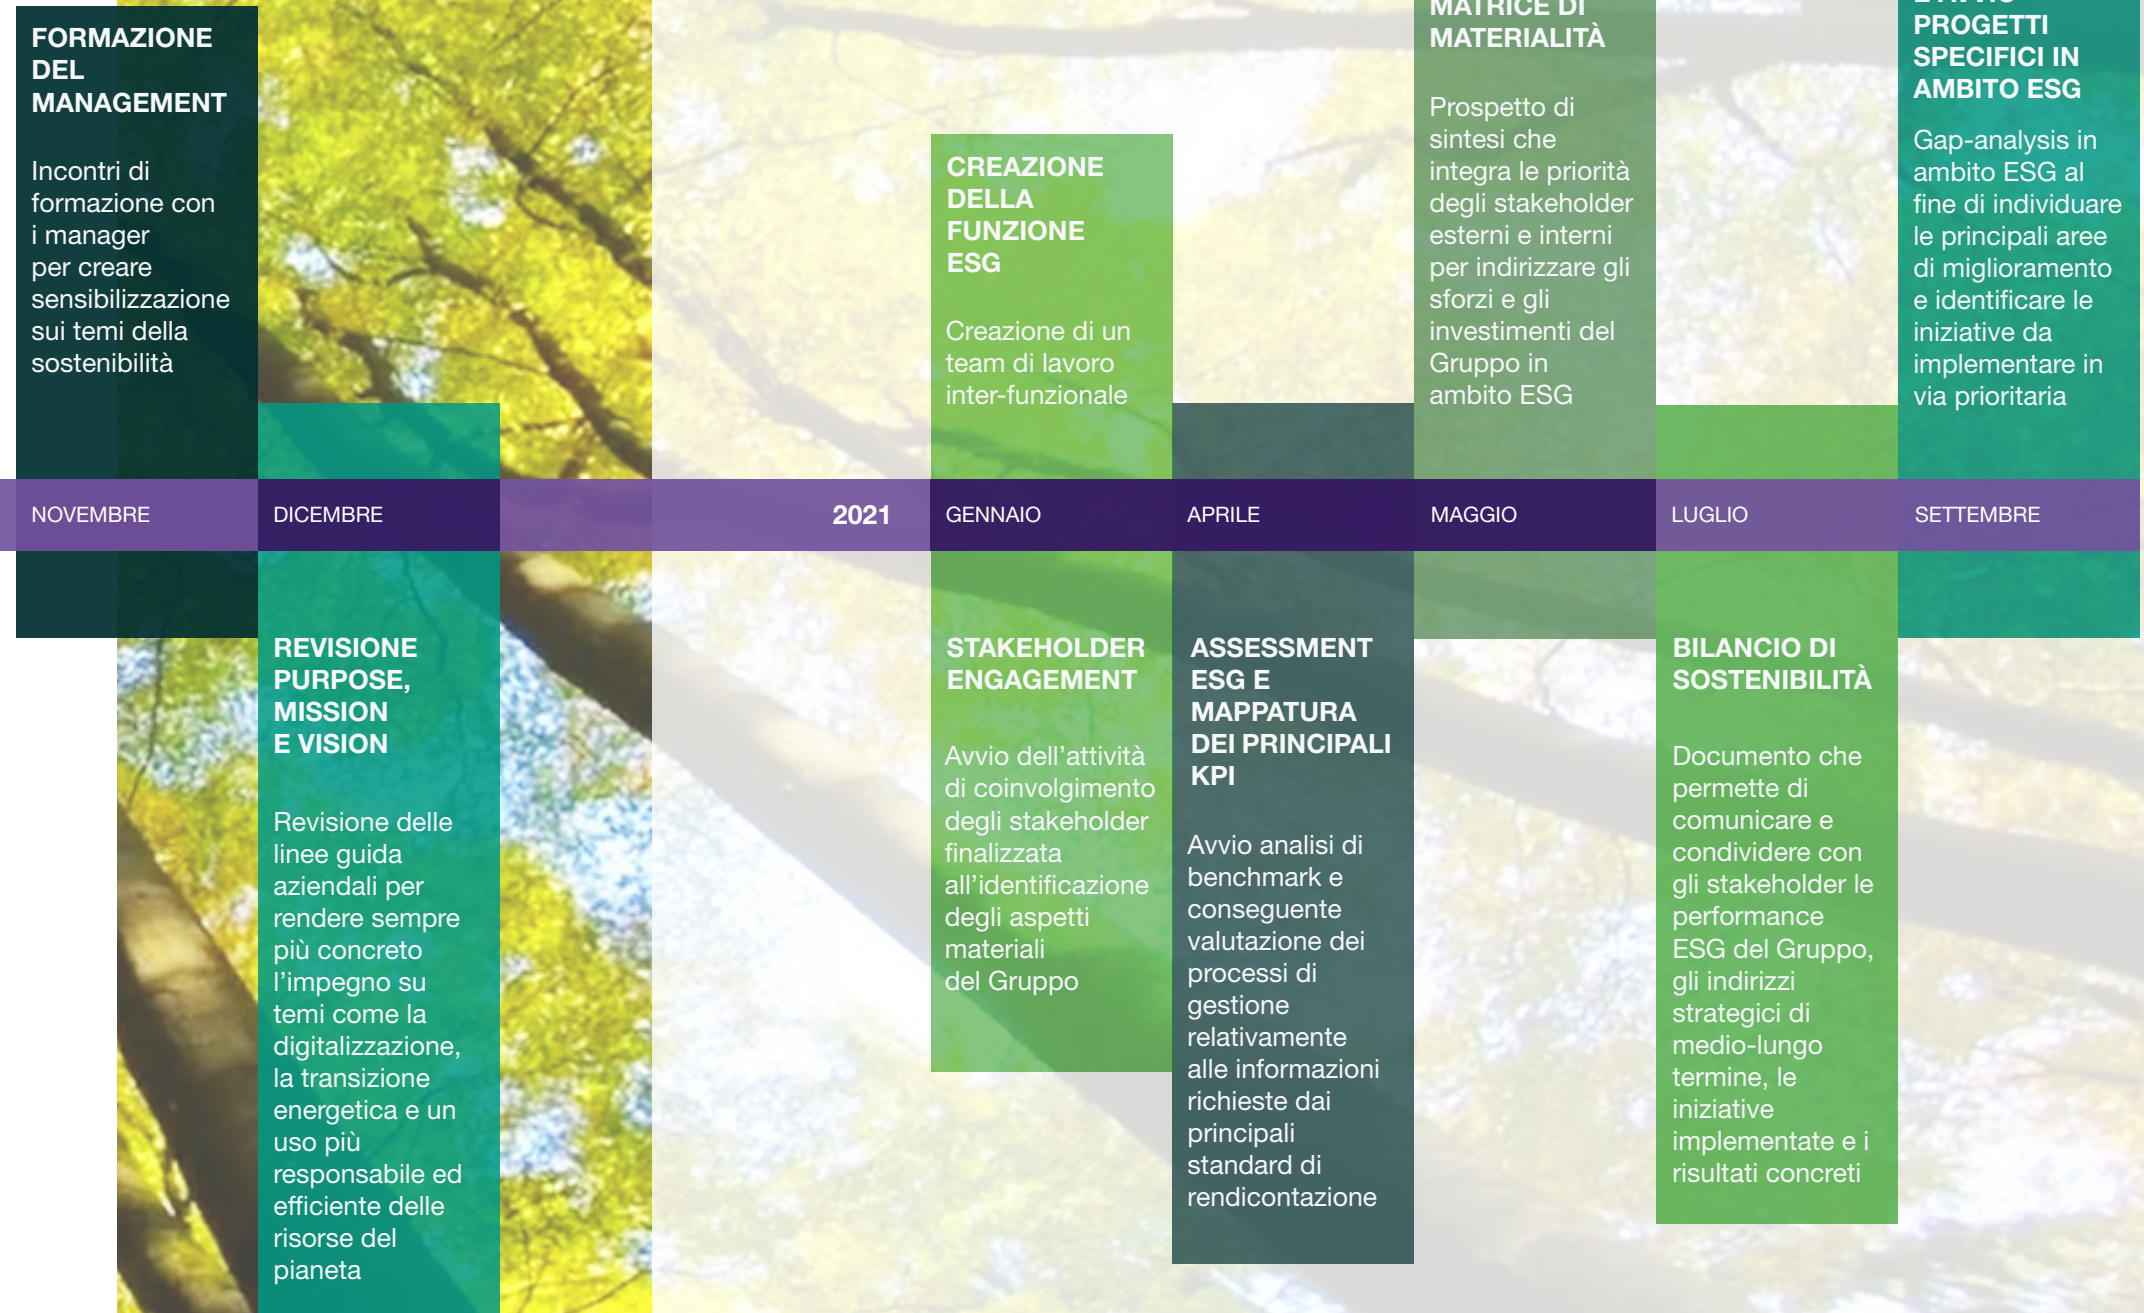 FORMAZIONE
DEL
MANAGEMENT
Incontri di
formazione con
i manager
per creare
sensibilizzazione
sui temi della
sostenibilità
CREAZIONE
DELLA
FUNZIONE
ESG
Creazione di un
team di lavoro
inter-funzionale
MATRICE DI
MATERIALITÀ
Prospetto di
sintesi che
integra le priorità
degli stakeholder
esterni e interni
per indirizzare gli
sforzi e gli
investimenti del
Gruppo in
ambito ESG
PROGETTI
SPECIFICI IN
AMBITO ESG
Gap-analysis in
ambito ESG al
fine di individuare
le principali aree
di miglioramento
e identificare le
iniziative da
implementare in
via prioritaria
NOVEMBRE
DICEMBRE
2021
GENNAIO
APRILE
MAGGIO
LUGLIO
SETTEMBRE
REVISIONE
PURPOSE,
MISSION
E VISION
Revisione delle
linee guida
aziendali per
rendere sempre
più concreto
l’impegno su
temi come la
digitalizzazione,
la transizione
energetica e un
uso più
responsabile ed
efficiente delle
risorse del
pianeta
STAKEHOLDER
ENGAGEMENT
Avvio dell’attività
di coinvolgimento
degli stakeholder
finalizzata
all’identificazione
degli aspetti
materiali
del Gruppo
ASSESSMENT
ESG E
MAPPATURA
DEI PRINCIPALI
KPI
Avvio analisi di
benchmark e
conseguente
valutazione dei
processi di
gestione
relativamente
alle informazioni
richieste dai
principali
standard di
rendicontazione
BILANCIO DI
SOSTENIBILITÀ
Documento che
permette di
comunicare e
condividere con
gli stakeholder le
performance
ESG del Gruppo,
gli indirizzi
strategici di
medio-lungo
termine, le
iniziative
implementate e i
risultati concreti